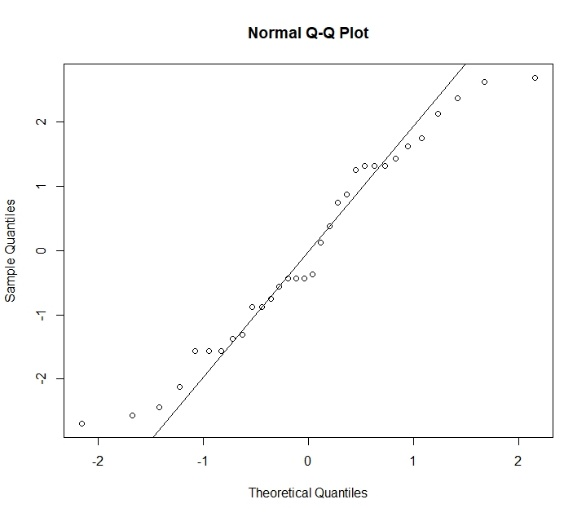 Normal Q-Q Plot
2
1
0
-1
-2
Sample Quantiles
-2 -1 0 1 2
Theoretical Quantiles